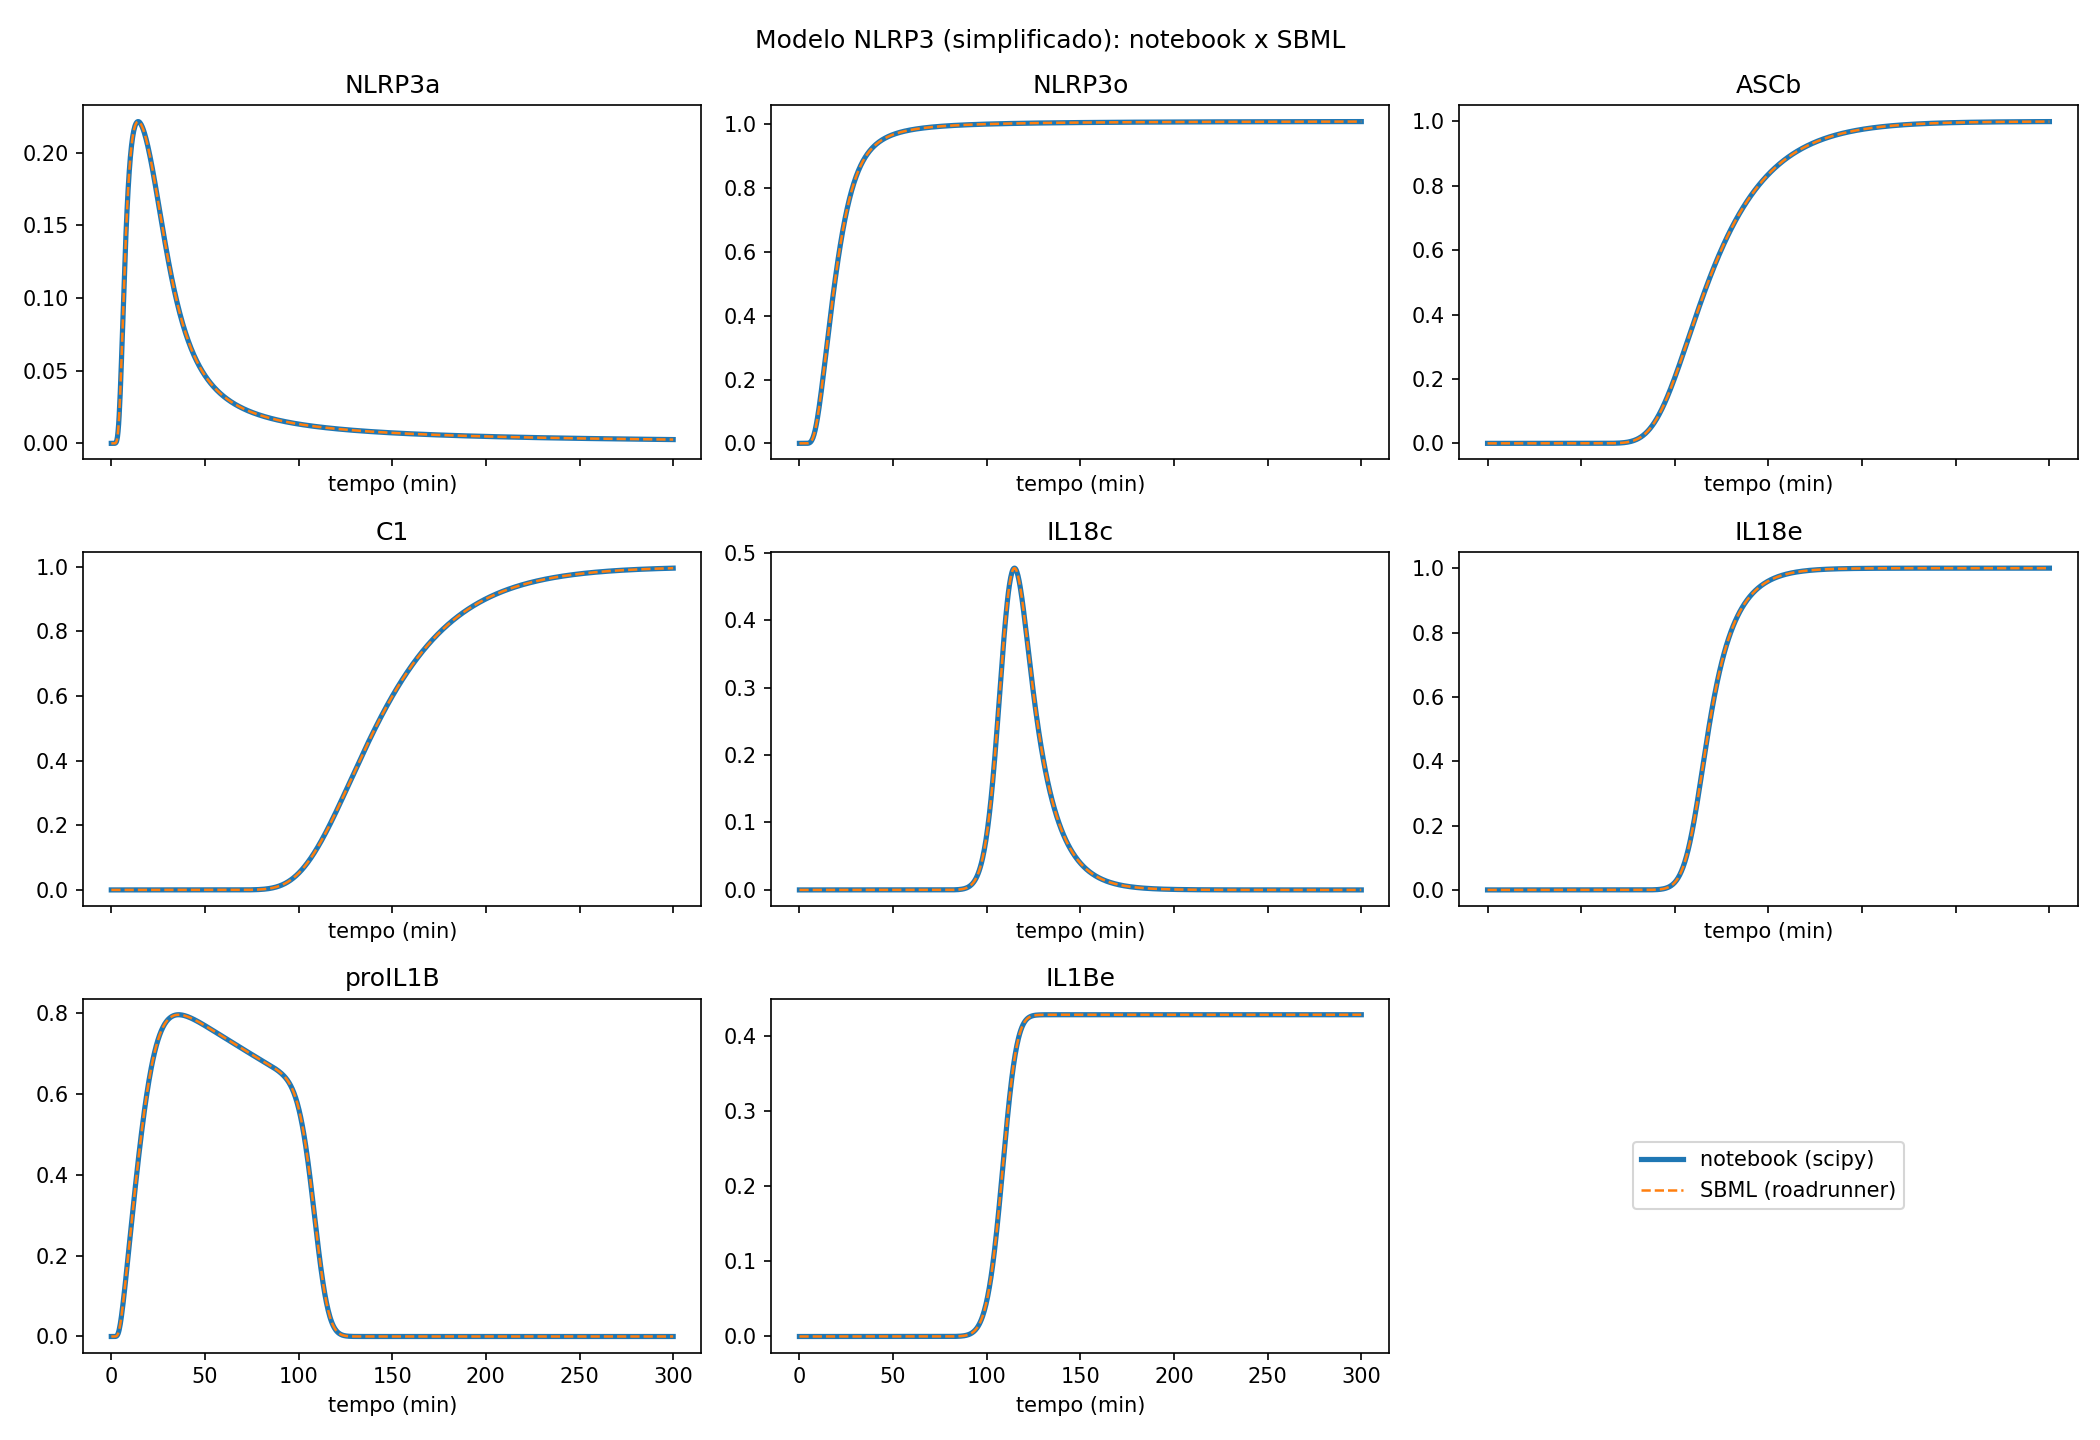 Modelo NLRP3 (simplificado): notebook x SBML
NLRP3a
0.20
0.15
0.10
0.05
0.00
tempo (min)
NLRP3o
1.0
0.8
0.6
0.4
0.2
0.0
tempo (min)
ASCb
1.0
0.8
0.6
0.4
0.2
0.0
tempo (min)
C1
1.0
0.8
0.6
0.4
0.2
0.0
tempo (min)
IL18c
0.5
0.4
0.3
0.2
0.1
0.0
tempo (min)
IL18e
1.0
0.8
0.6
0.4
0.2
0.0
tempo (min)
proIL1B
0.8
0.6
0.4
0.2
0.0
0 50 100 150 200 250 300
tempo (min)
IL1Be
0.4
0.3
0.2
0.1
0.0
0 50 100 150 200 250 300
tempo (min)
notebook (scipy)
SBML (roadrunner)